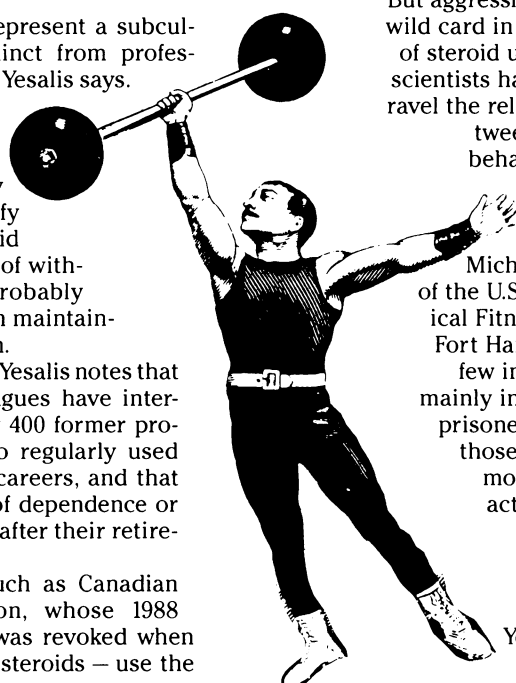 epresent a subcul-
inct from profes-
Yesalis says.
y
fy
id
of with-
robably
n maintain-
n.
Yesalis notes that
gues have inter-
400 former pro-
o regularly used
careers, and that
of dependence or
after their retire-
uch as Canadian
on, whose 1988
was revoked when
steroids — use the
But aggressi
wild card in
of steroid u
scientists ha
ravel the rel
twee
beha
Mich
of the U.S
ical Fitn
Fort Ha
few in
mainly in
prisone
those
mo
act
Ye